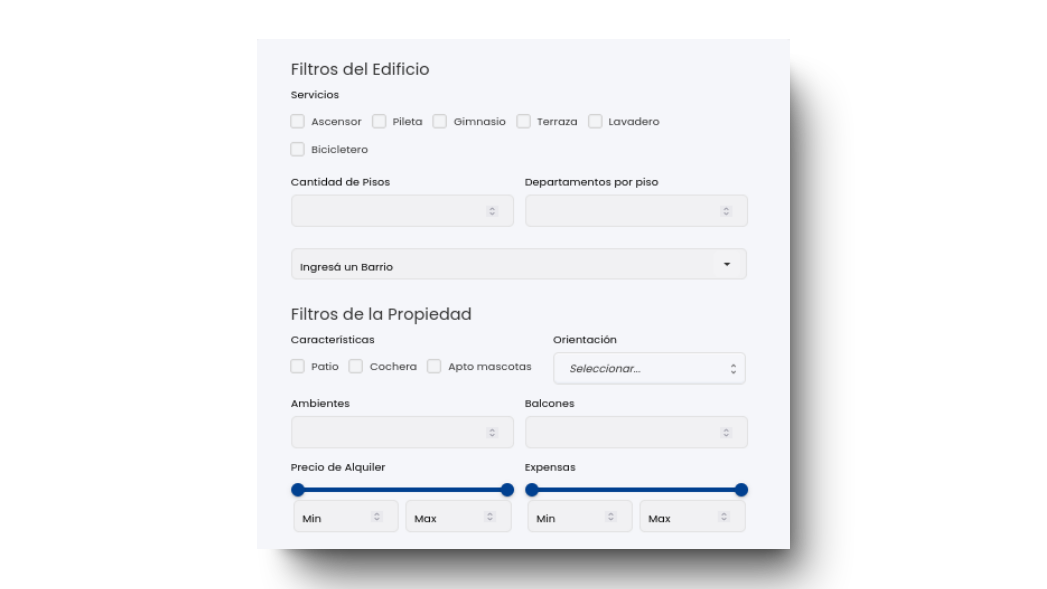 Filtros del Edificio
Servicios
Ascensor Pileta Gimnasio Terraza Lavadero
Bicicletero
Cantidad de Pisos Departamentos por piso
Ingresá un Barrio
Filtros de la Propiedad
Características Orientación
Patio Cochera Apto mascotas Seleccionar...
Ambientes Balcones
Precio de Alquiler Expensas
Min Max Min Max